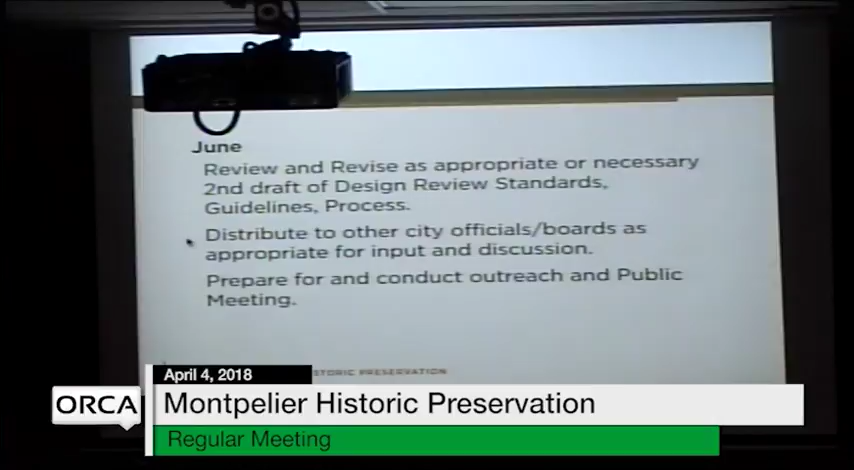 June
Review and Revise as appropriate or necessary
2nd draft of Design Review Standards,
Guidelines, Process.
Distribute to other city officials/boards as
appropriate for input and discussion.
Prepare for and conduct outreach and Public
Meeting.
ISTORIC PRESERVATION
April 4, 2018
ORCA
Montpelier Historic Preservation
Regular Meeting